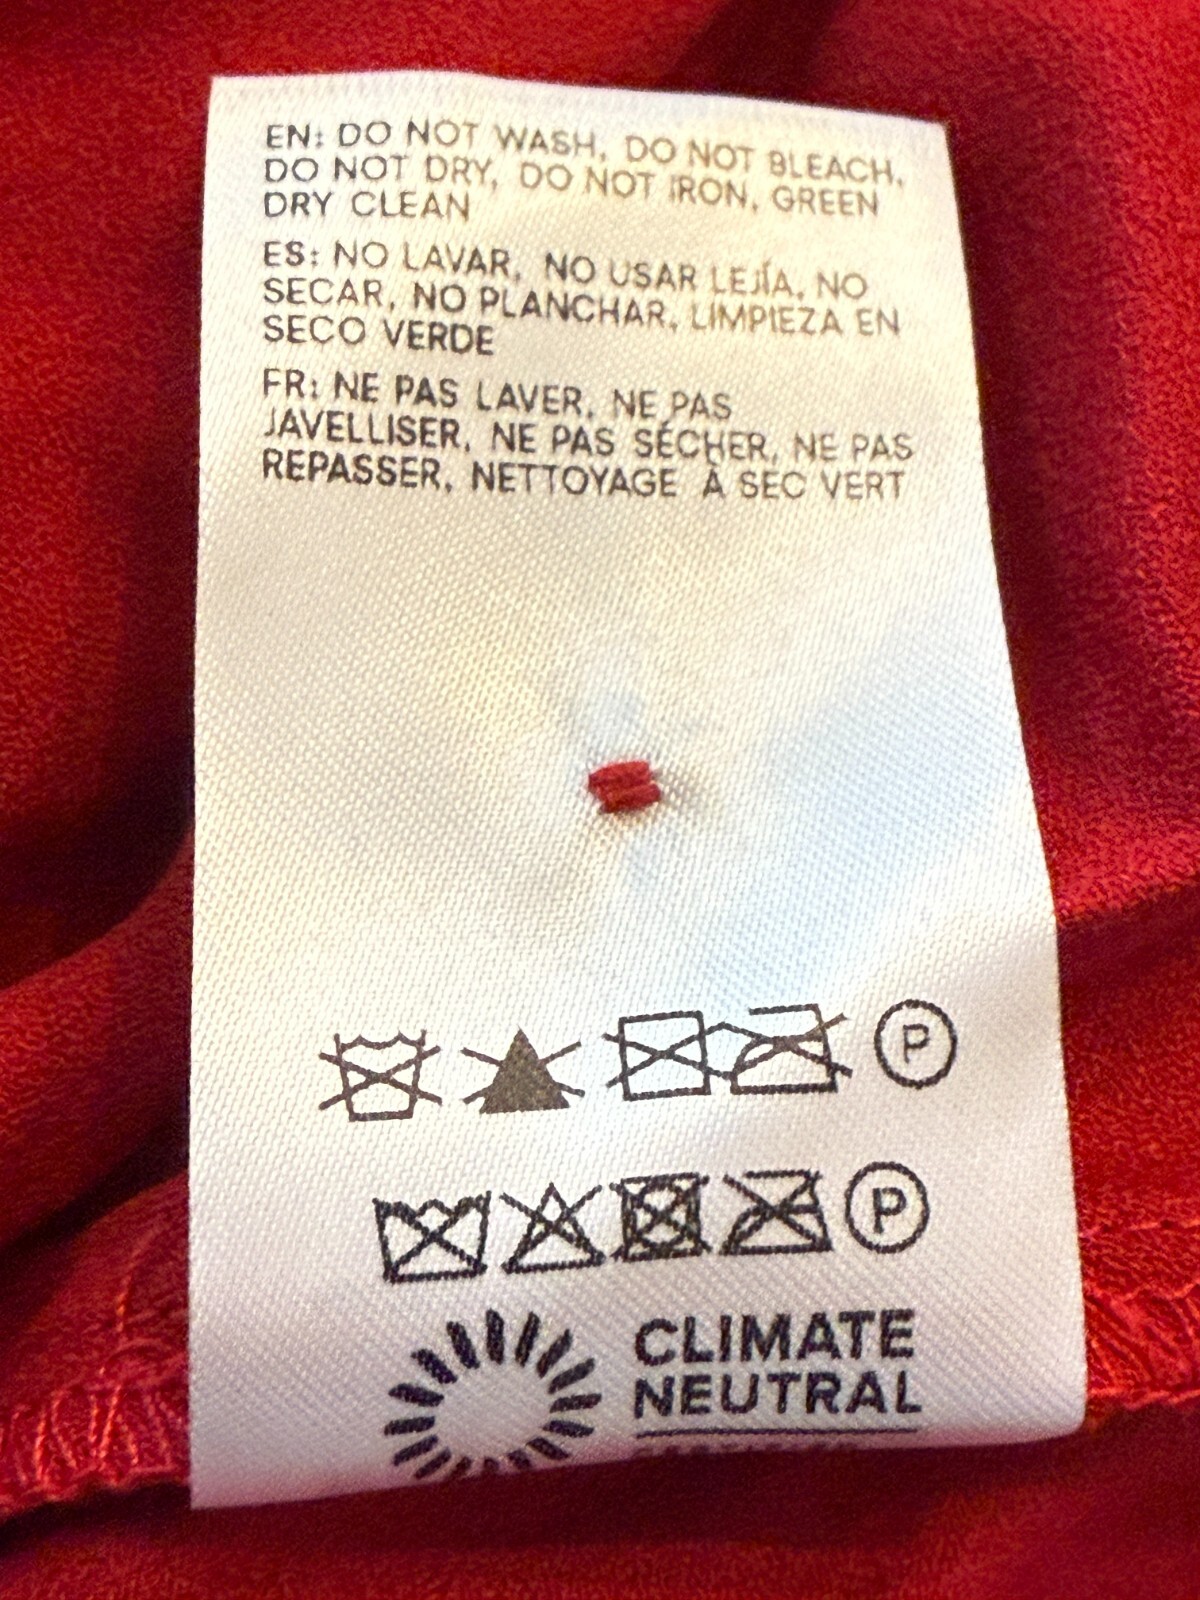 EN: DO NOT WASH, DO NOT BLEACH,
DO NOT DRY, DO NOT IRON, GREEN
DRY CLEAN
ES: NO LAVAR, NO USAR LEJÍA, NO
SECAR, NO PLANCHAR, LIMPIEZA EN
SECO VERDE
FR: NE PAS LAVER, NE PAS
JAVELLISER, NE PAS SÉCHER, NE PAS
REPASSER, NETTOYAGE À SEC VERT
P
P
CLIMATE
NEUTRAL